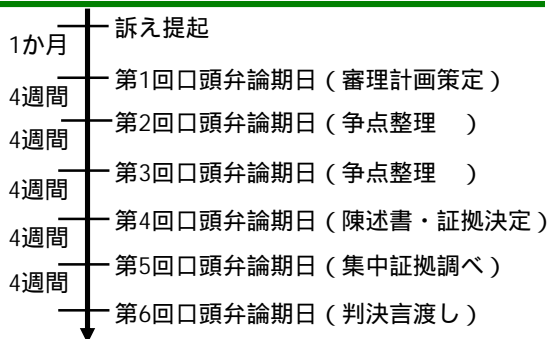 訴え提起
1か月
第1回口頭弁論期日（審理計画策定）
4週間
第2回口頭弁論期日（争点整理　）
4週間
第3回口頭弁論期日（争点整理　）
4週間
第4回口頭弁論期日（陳述書・証拠決定）
4週間
第5回口頭弁論期日（集中証拠調べ）
4週間
第6回口頭弁論期日（判決言渡し）